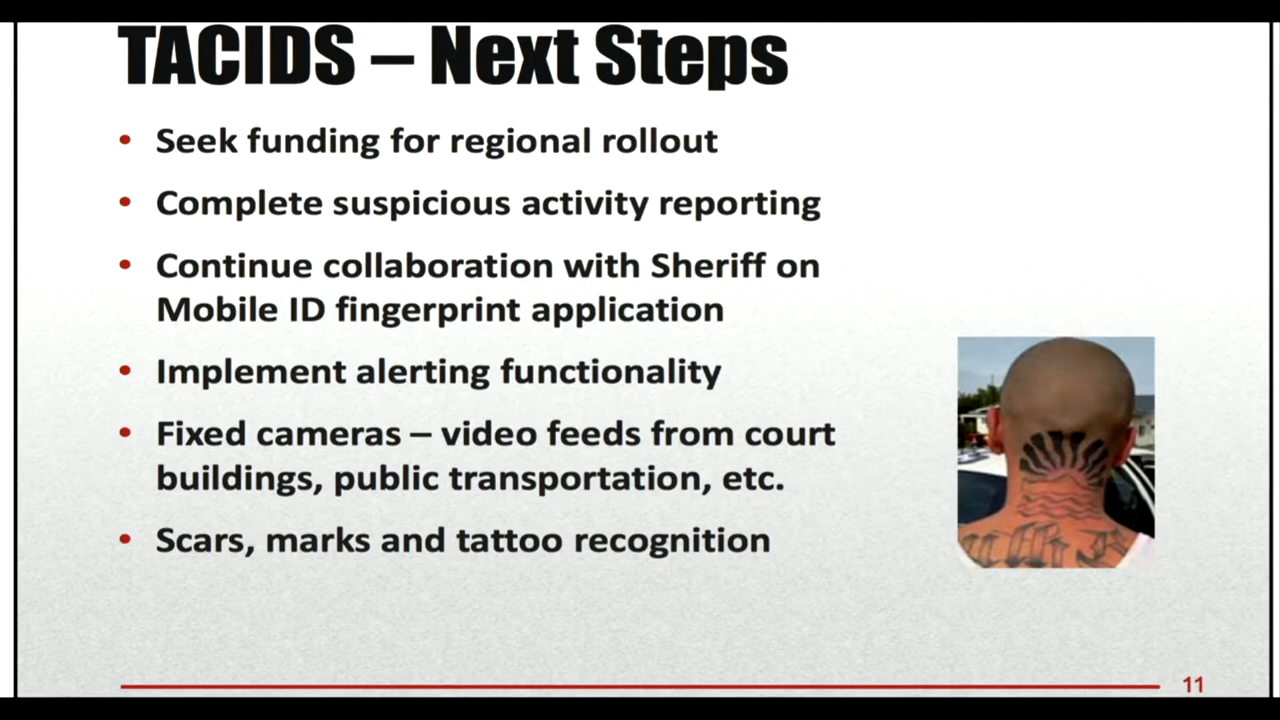 TACIDS – Next Steps
• Seek funding for regional rollout
• Complete suspicious activity reporting
• Continue collaboration with Sheriff on
Mobile ID fingerprint application
• Implement alerting functionality
• Fixed cameras – video feeds from court
buildings, public transportation, etc.
• Scars, marks and tattoo recognition
11